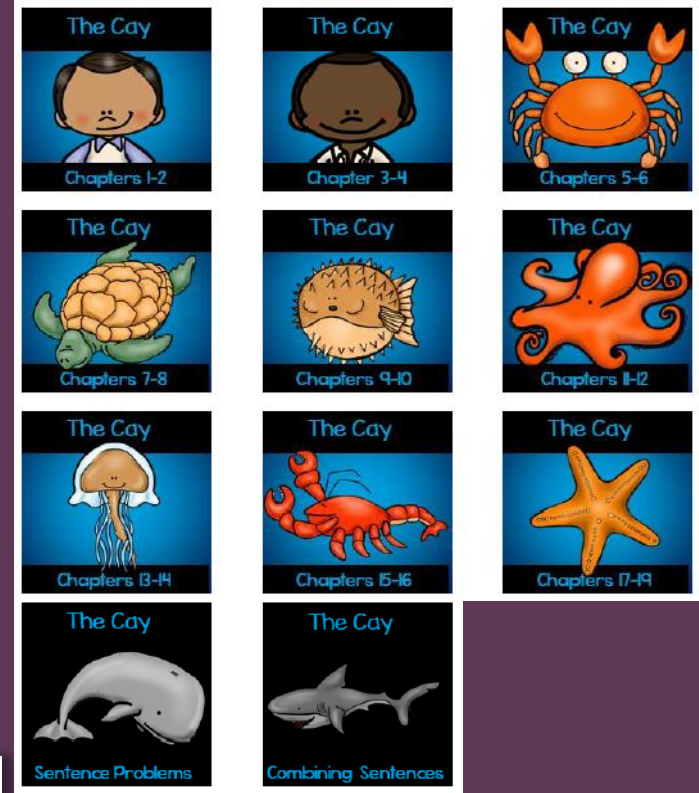 The Cay
The Cay
The Cay
Chapters 1-2
Chapter 3-4
Chapters 5-6
The Cay
The Cay
The Cay
Chapters 7-8
Chapters 9-10
Chapters 11-12
The Cay
The Cay
The Cay
Chapters 13-14
Chapters 15-16
Chapters 17-19
The Cay
The Cay
Sentence Problems
Combining Sentences